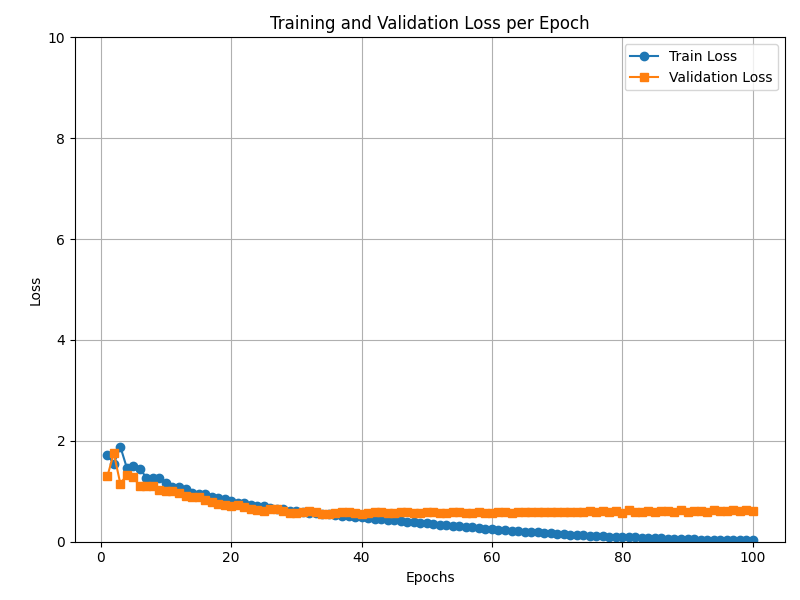 Training and Validation Loss per Epoch
Train Loss
Validation Loss
10
8
6
4
2
0
Loss
0 20 40 60 80 100
Epochs